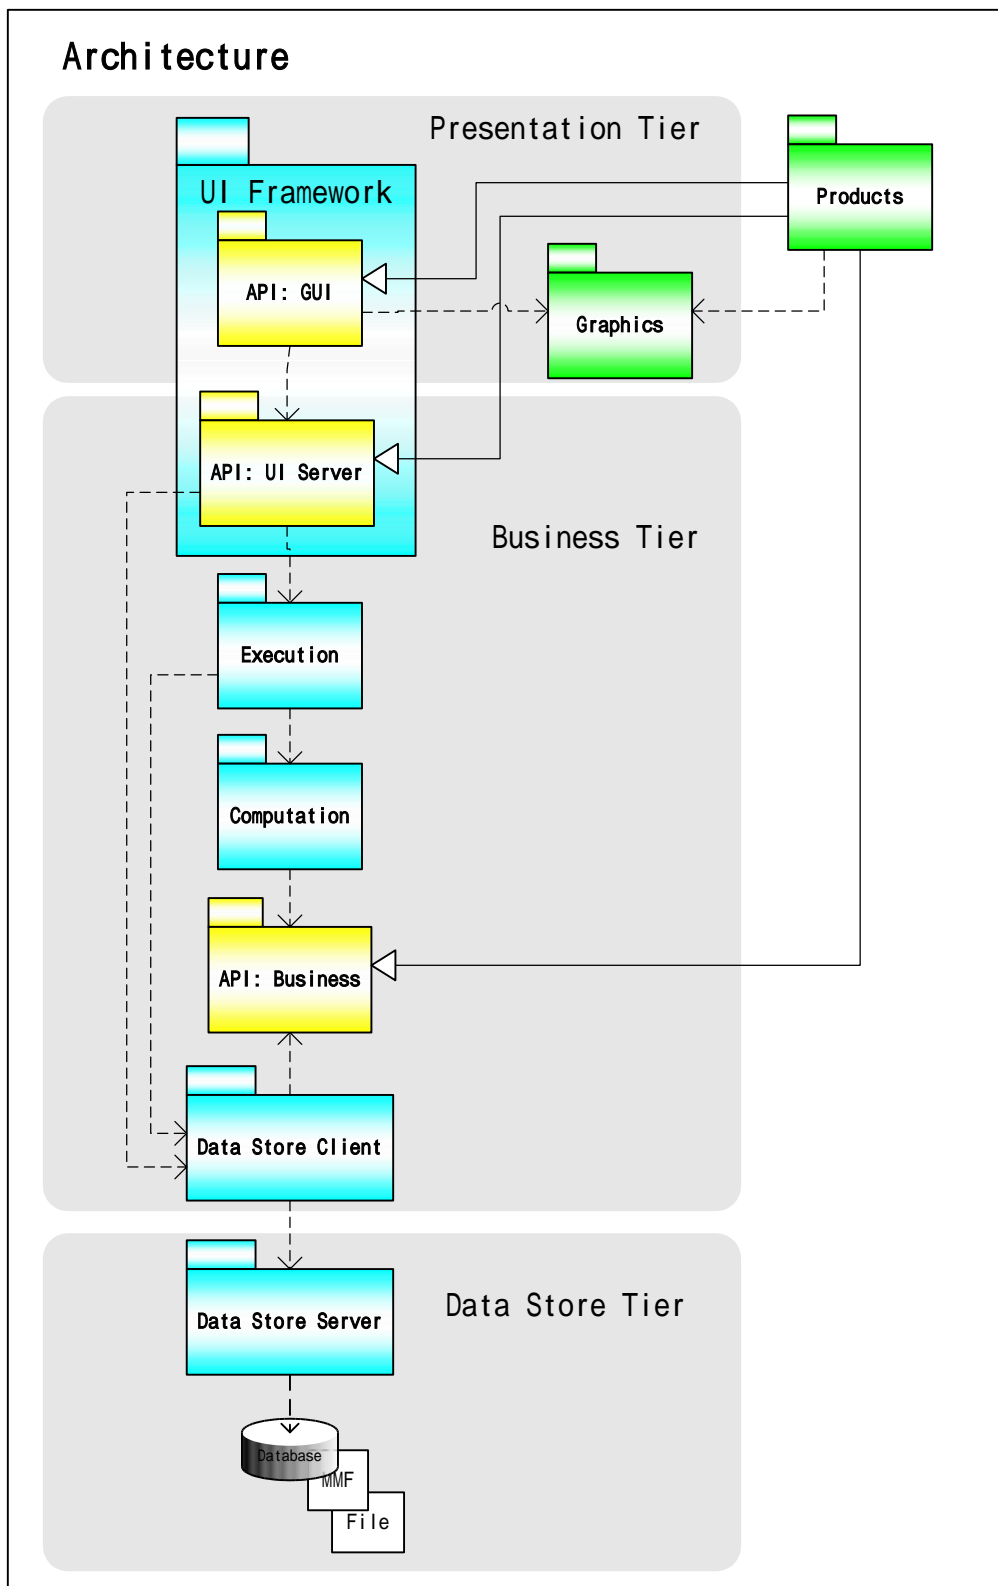 Architecture
Presentation Tier
UI Framework
Products
API: GUI
Graphics
API: UI Server
Business Tier
Execution
Computation
API: Business
Data Store Client
Data Store Tier
Data Store Server
Database
MMF
File